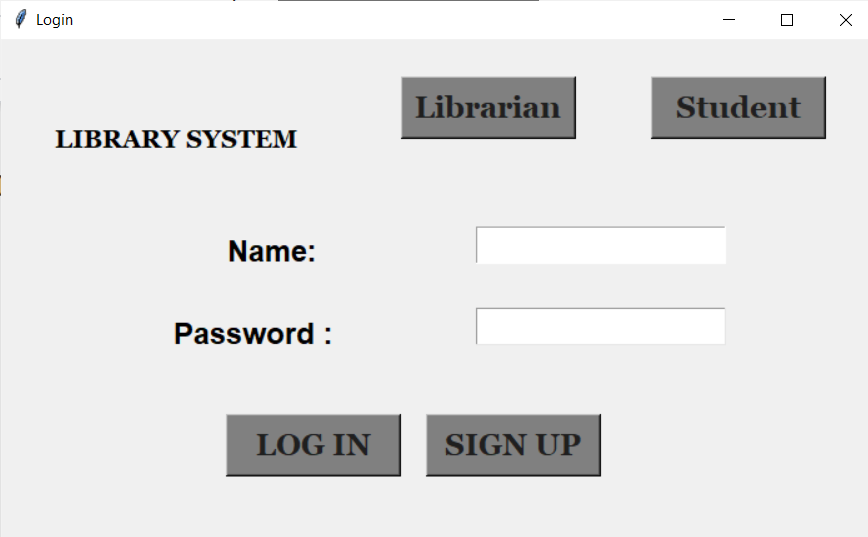 Login
Librarian
Student
LIBRARY SYSTEM
Name:
Password :
LOG IN
SIGN UP